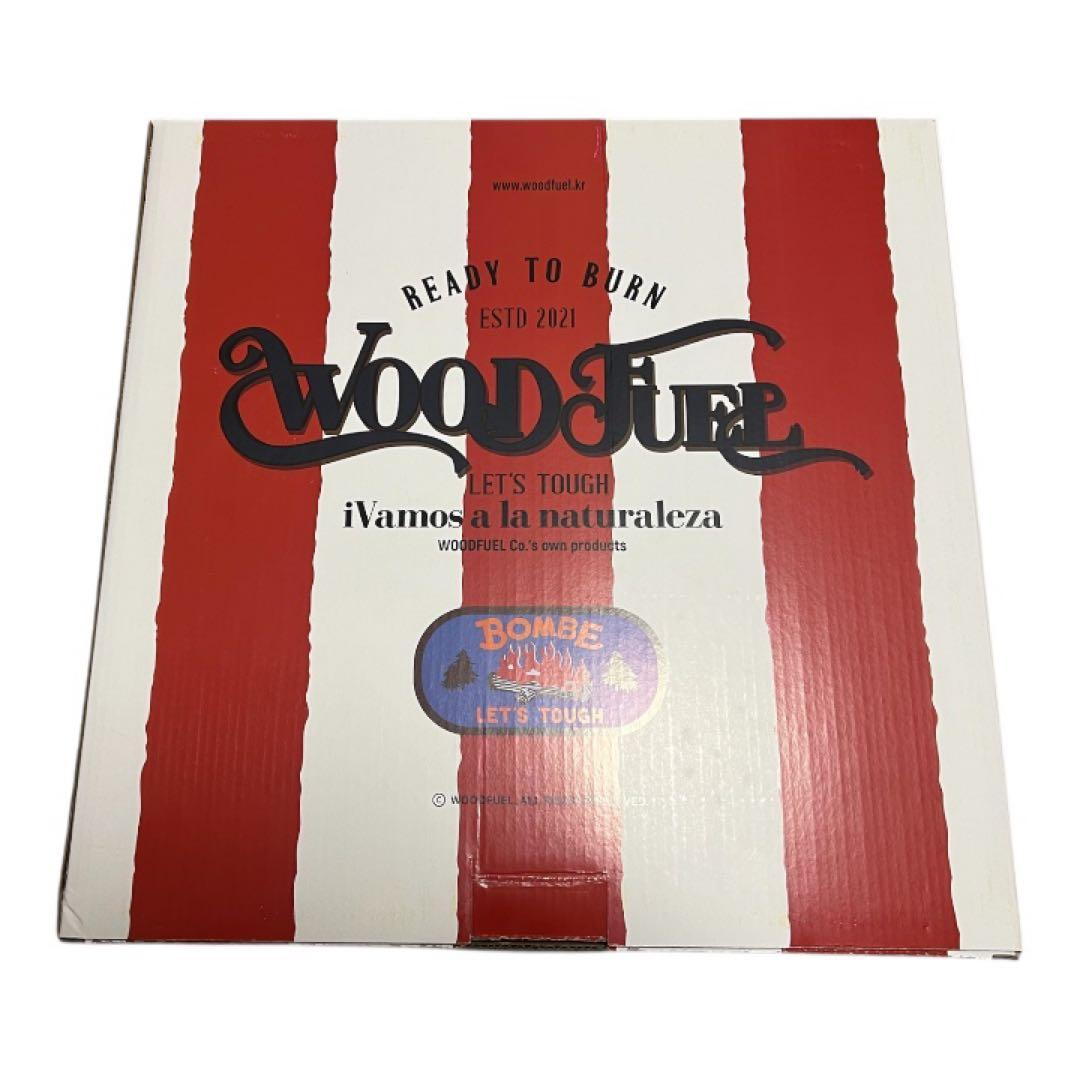 www.woodfuel.kr
READY TO BURN
ESTD 2021
WOODFUEL
LET'S TOUGH
¡Vamos a la naturaleza
WOODFUEL Co.'s own products
BOMBE
LET'S TOUGH
© WOODFUEL. ALL